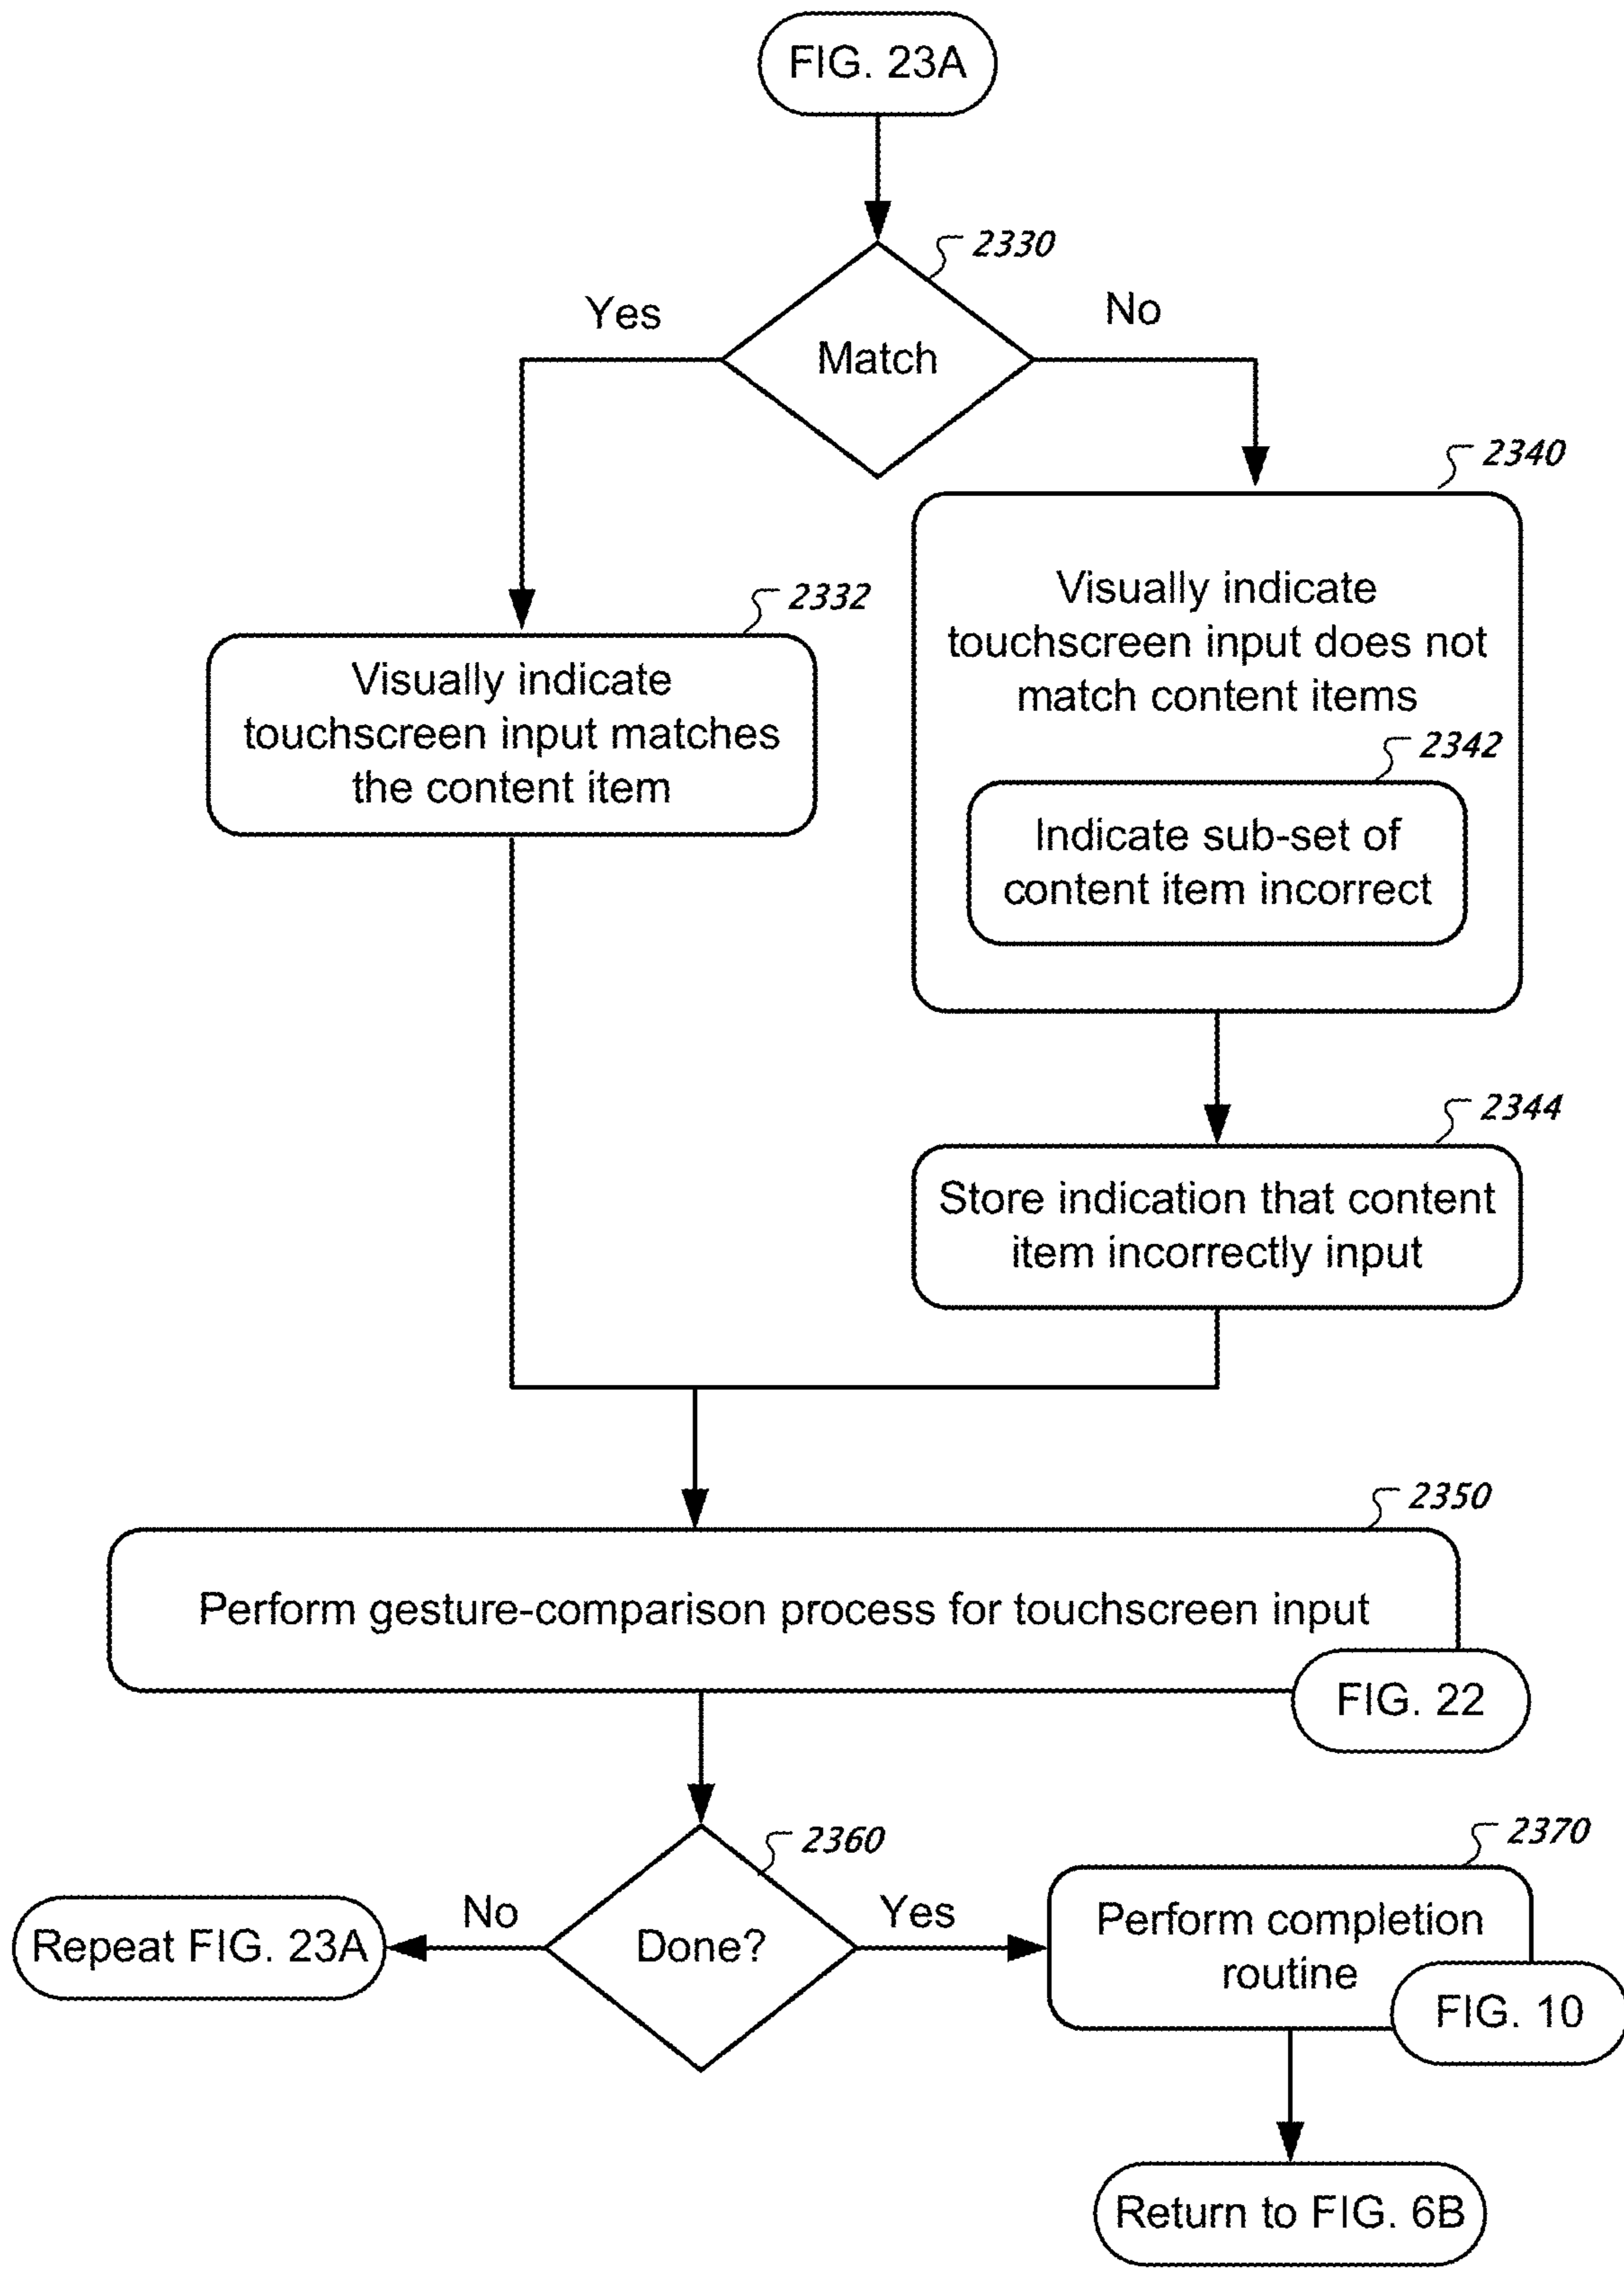 FIG. 23A
2330
Yes
No
Match
2340
Visually indicate
touchscreen input does not
match content items
2332
Visually indicate
touchscreen input matches
the content item
2342
Indicate sub-set of
content item incorrect
2344
Store indication that content
item incorrectly input
2350
Perform gesture-comparison process for touchscreen input
FIG. 22
2360
2370
No
Yes
Repeat FIG. 23A
Done?
Perform completion
routine
FIG. 10
Return to FIG. 6B